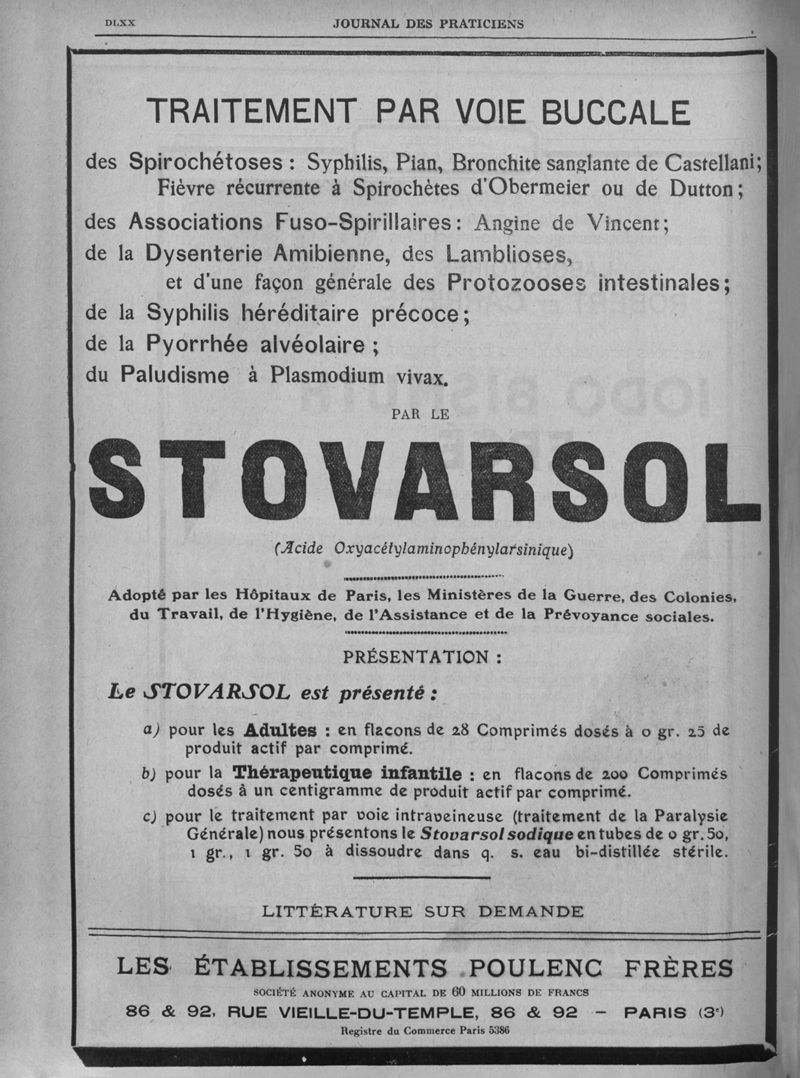 DLXX
JOURNAL DES PRATICIENS
TRAITEMENT PAR VOIE BUCCALE
des Spirochétoses : Syphilis, Pian, Bronchite sanglante de Castellani;
Fièvre récurrente à Spirochètes d'Obermeier ou de Dutton;
des Associations Fuso-Spirillaires : Angine de Vincent;
de la Dysenterie Amibienne, des Lamblioses,
et d'une façon générale des Protozooses intestinales;
de la Syphilis héréditaire précoce;
de la Pyorrhée alvéolaire ;
du Paludisme à Plasmodium vivax.
PAR LE
STOVARSOL
(Acide Oxyacétylaminophénylarsinique)
Adopté par les Hôpitaux de Paris, les Ministères de la Guerre, des Colonies,
du Travail, de l'Hygiène, de l'Assistance et de la Prévoyance sociales.
PRÉSENTATION :
Le STOVARSOL est présenté :
a) pour les Adultes : en flacons de 28 Comprimés dosés à 0 gr. 25 de
produit actif par comprimé.
b) pour la Thérapeutique infantile : en flacons de 200 Comprimés
dosés à un centigramme de produit actif par comprimé.
c) pour le traitement par voie intraveineuse (traitement de la Paralysie
Générale) nous présentons le Stovarsol sodique en tubes de 0 gr. 50,
1 gr., 1 gr. 50 à dissoudre dans q. s. eau bi-distillée stérile.
LITTÉRATURE SUR DEMANDE
LES ÉTABLISSEMENTS POULENC FRÈRES
SOCIÉTÉ ANONYME AU CAPITAL DE 60 MILLIONS DE FRANCS
86 & 92, RUE VIEILLE-DU-TEMPLE, 86 & 92 — PARIS (3e)
Registre du Commerce Paris 5386